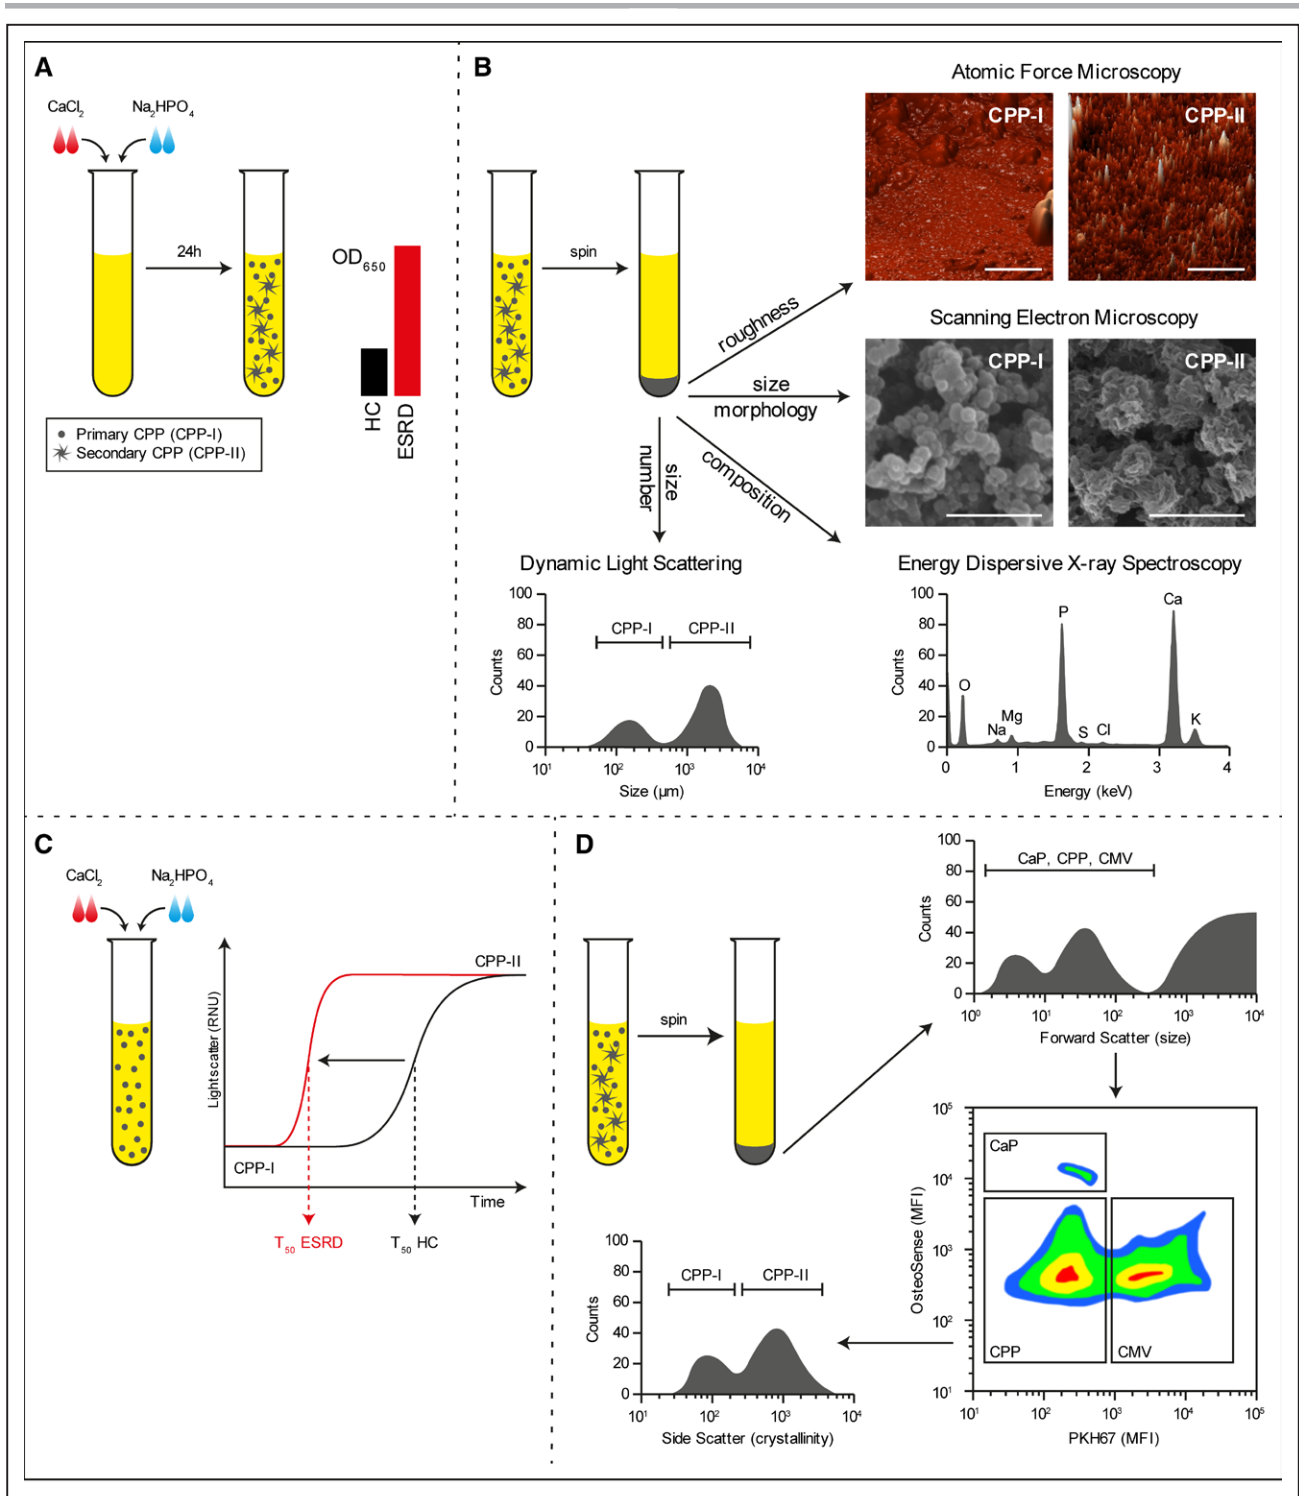 A
CaCl2
Na2HPO4
24h
OD650
HC
ESRD
Primary CPP (CPP-I)
Secondary CPP (CPP-II)
B
spin
roughness
size
morphology
composition
size
number
Atomic Force Microscopy
CPP-I
CPP-II
Scanning Electron Microscopy
CPP-I
CPP-II
Dynamic Light Scattering
100
80
60
40
20
0
Counts
CPP-I
CPP-II
10¹
10²
10³
10⁴
Size (µm)
Energy Dispersive X-ray Spectroscopy
100
80
60
40
20
0
Counts
O
Na
Mg
P
S
Cl
Ca
K
0
1
2
3
4
Energy (keV)
C
CaCl2
Na2HPO4
Lightscatter (RNU)
CPP-II
CPP-I
Time
T50 ESRD
T50 HC
D
spin
100
80
60
40
20
0
Counts
CaP, CPP, CMV
10⁰
10¹
10²
10³
10⁴
Forward Scatter (size)
10⁵
10⁴
10³
10²
10¹
OsteoSense (MFI)
CaP
CPP
CMV
10¹
10²
10³
10⁴
10⁵
PKH67 (MFI)
100
80
60
40
20
0
Counts
CPP-I
CPP-II
10¹
10²
10³
10⁴
Side Scatter (crystallinity)